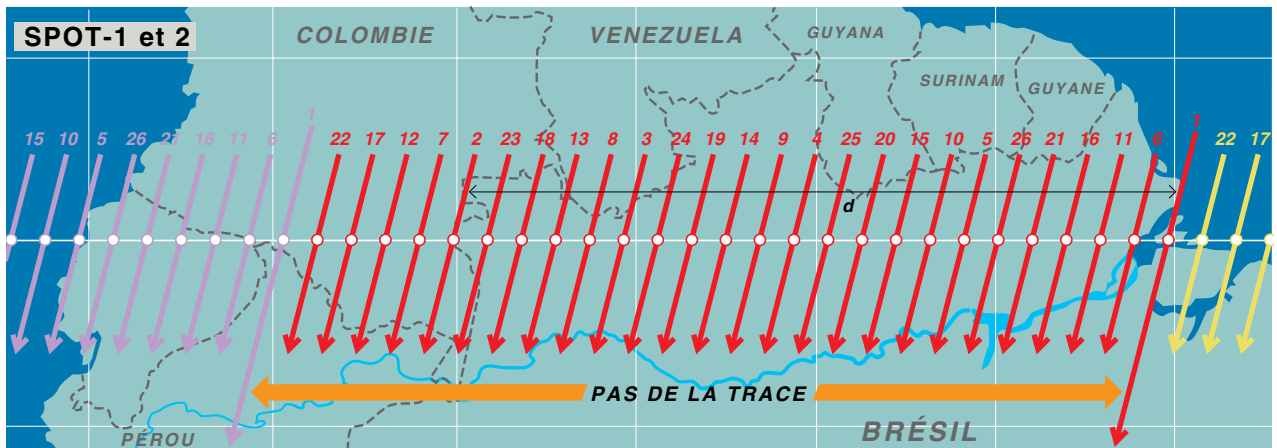 SPOT-1 et 2
COLOMBIE
VENEZUELA
GUYANA
SURINAM
GUYANE
15 10 5 26 21 16 11 6 1 22 17 12 7 2 23 18 13 8 3 24 19 14 9 4 25 20 15 10 5 26 21 16 11 6 1 22 17
d
PAS DE LA TRACE
BRÉSIL
PÉROU